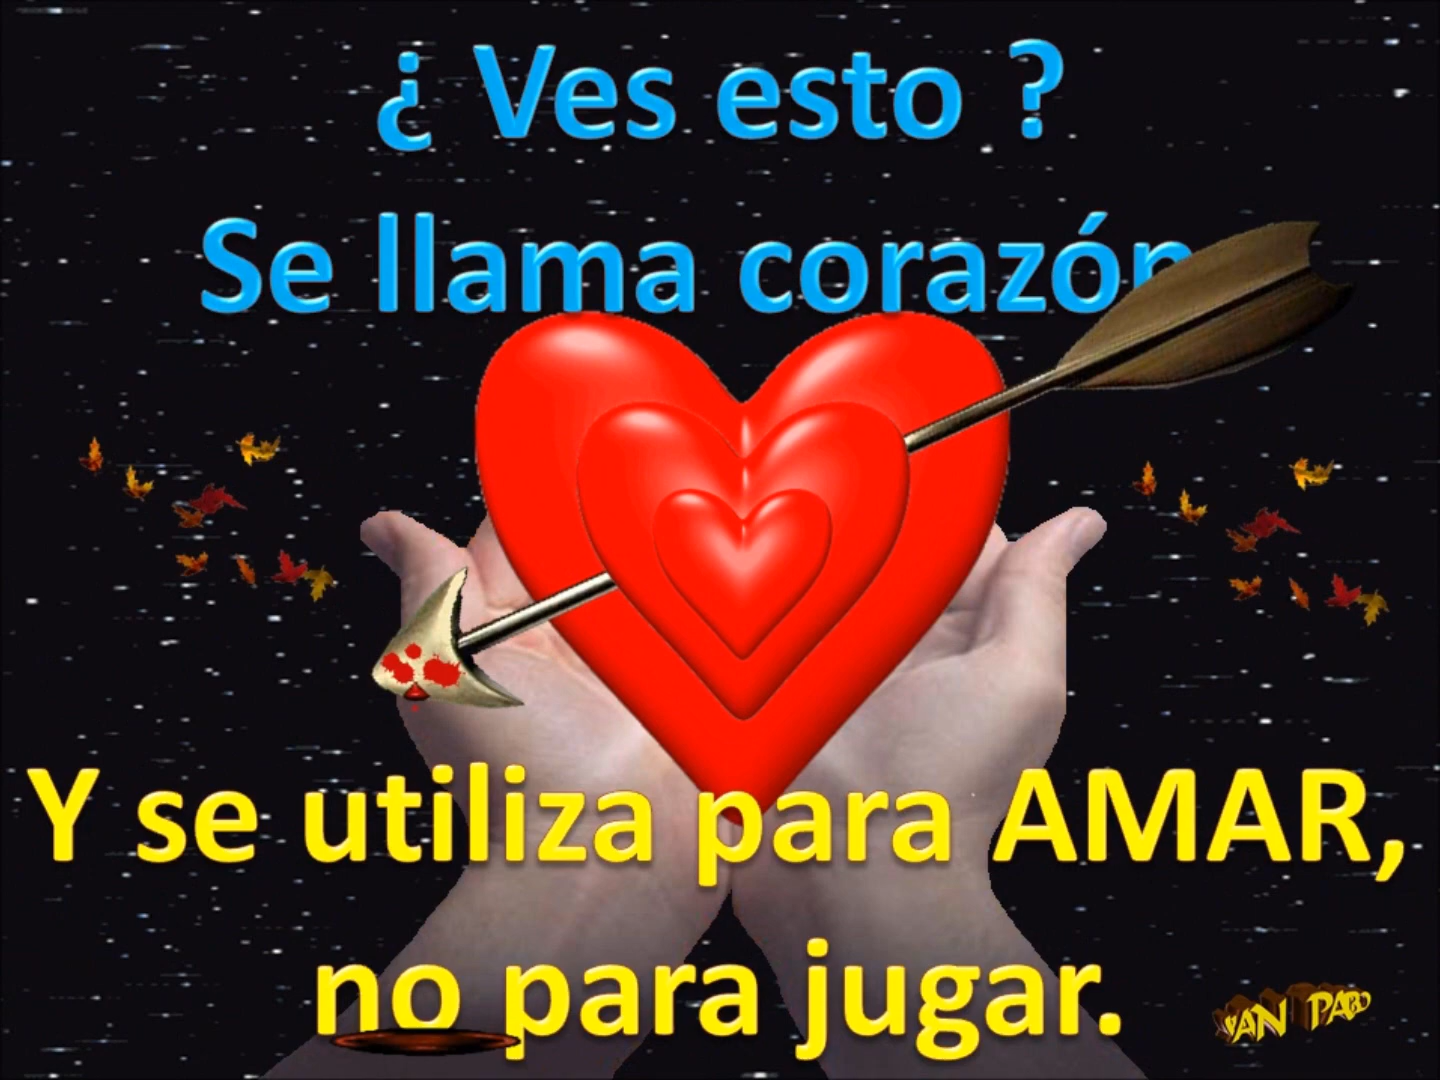 ¿ Ves esto ?
Se llama corazón
Y se utiliza para AMAR,
no para jugar.